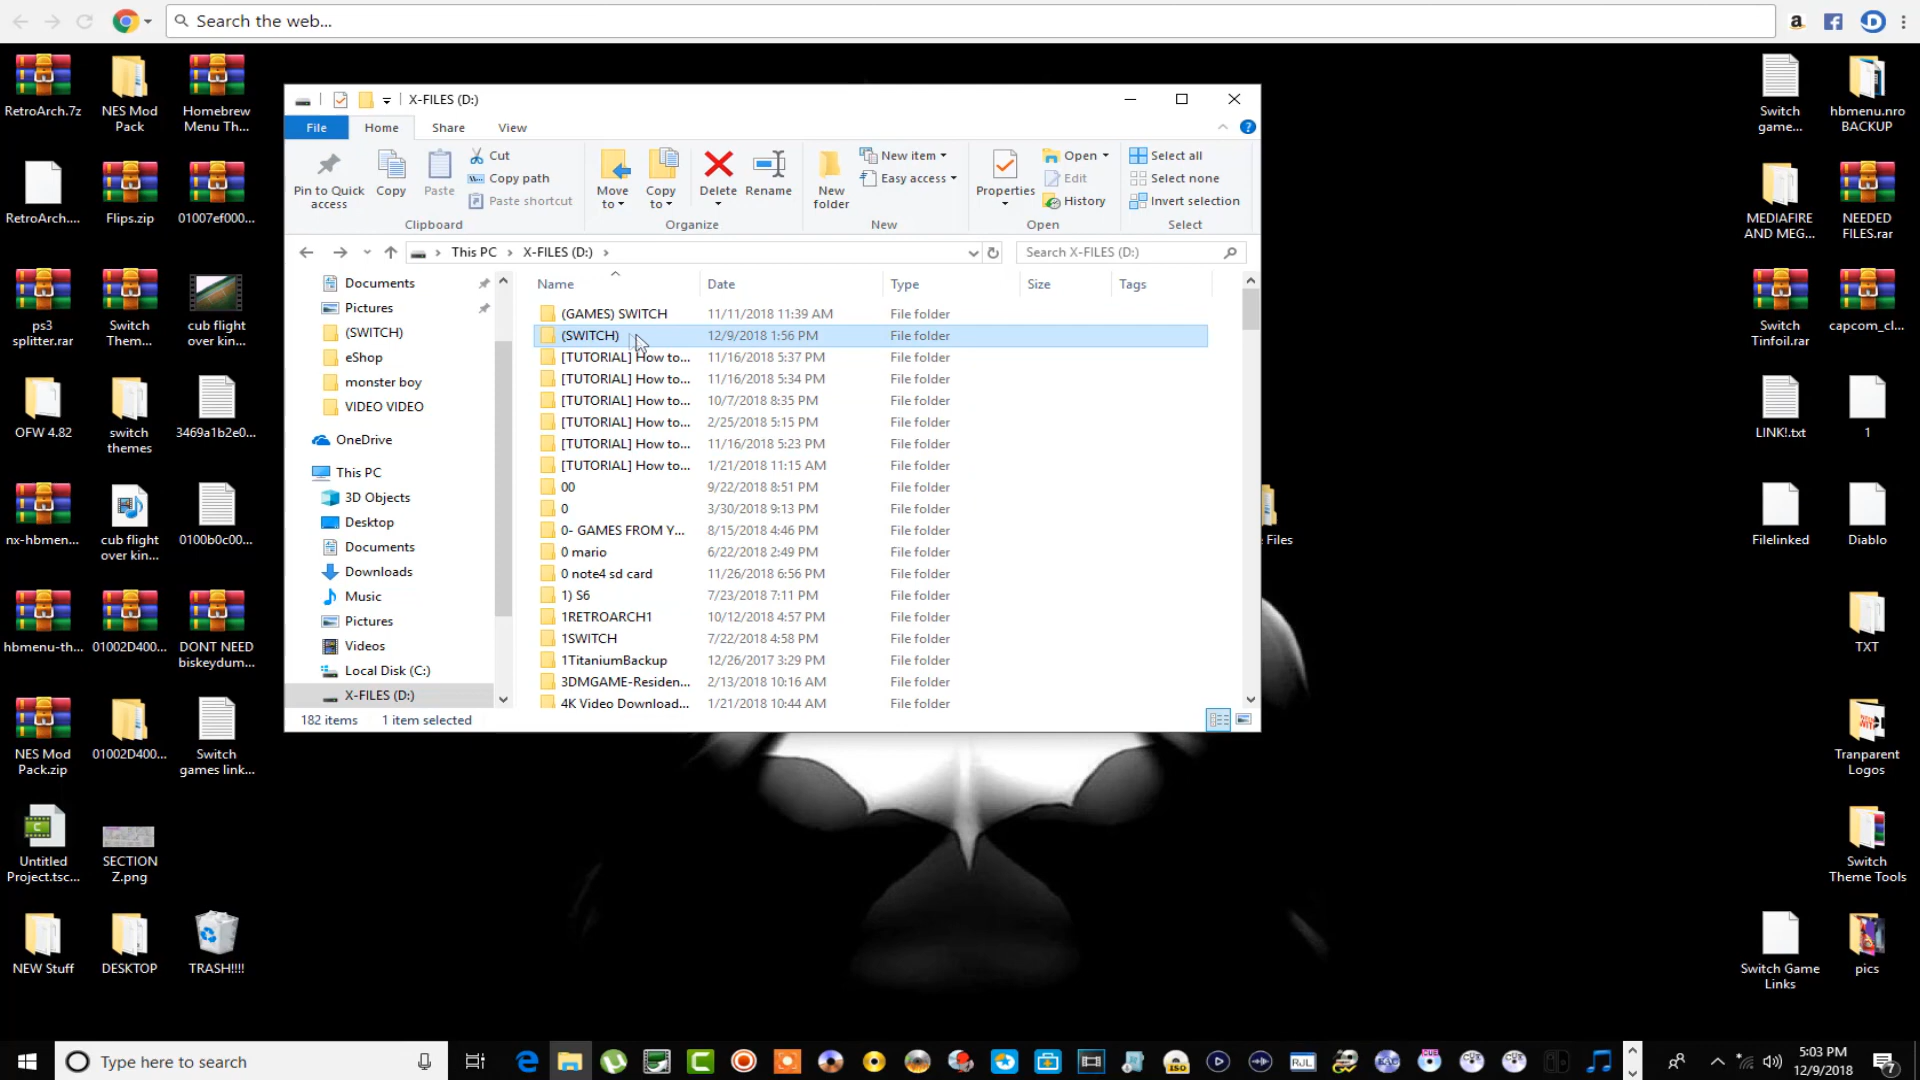 Search the web...
RetroArch.7z
NES Mod
Pack
Homebrew
Menu Th...
RetroArch....
Flips.zip
01007ef000...
ps3
splitter.rar
Switch
Them...
cub flight
over kin...
OFW 4.82
switch
themes
3469a1b2e0...
nx-hbmen...
cub flight
over kin...
0100b0c00...
hbmenu-th...
01002D400...
DONT NEED
biskeydum...
NES Mod
Pack.zip
01002D400...
Switch
games link...
Untitled
Project.tsc...
SECTION
Z.png
NEW Stuff
DESKTOP
TRASH!!!!
X-FILES (D:)
File
Home
Share
View
Pin to Quick
access
Copy
Paste
Cut
Copy path
Paste shortcut
Clipboard
Move
to
Copy
to
Delete
Rename
Organize
New
folder
New item
Easy access
New
Properties
Open
Edit
History
Open
Select all
Select none
Invert selection
Select
This PC
X-FILES (D:)
Search X-FILES (D:)
Documents
Pictures
(SWITCH)
eShop
monster boy
VIDEO VIDEO
OneDrive
This PC
3D Objects
Desktop
Documents
Downloads
Music
Pictures
Videos
Local Disk (C:)
X-FILES (D:)
Name Date Type Size Tags
(GAMES) SWITCH 11/11/2018 11:39 AM File folder
(SWITCH) 12/9/2018 1:56 PM File folder
[TUTORIAL] How to... 11/16/2018 5:37 PM File folder
[TUTORIAL] How to... 11/16/2018 5:34 PM File folder
[TUTORIAL] How to... 10/7/2018 8:35 PM File folder
[TUTORIAL] How to... 2/25/2018 5:15 PM File folder
[TUTORIAL] How to... 11/16/2018 5:23 PM File folder
[TUTORIAL] How to... 1/21/2018 11:15 AM File folder
00 9/22/2018 8:51 PM File folder
0 3/30/2018 9:13 PM File folder
0- GAMES FROM Y... 8/15/2018 4:46 PM File folder
0 mario 6/22/2018 2:49 PM File folder
0 note4 sd card 11/26/2018 6:56 PM File folder
1) S6 7/23/2018 7:11 PM File folder
1RETROARCH1 10/12/2018 4:57 PM File folder
1SWITCH 7/22/2018 4:58 PM File folder
1TitaniumBackup 12/26/2017 3:29 PM File folder
3DMGAME-Residen... 2/13/2018 10:16 AM File folder
4K Video Download... 1/21/2018 10:44 AM File folder
182 items
1 item selected
e Files
Switch
game...
hbmenu.nro
BACKUP
MEDIAFIRE
AND MEG...
NEEDED
FILES.rar
Switch
Tinfoil.rar
capcom_cl...
LINK!.txt
1
Filelinked
Diablo
TXT
Tranparent
Logos
Switch
Theme Tools
Switch Game
Links
pics
Type here to search
ISO
RJL
5:03 PM
12/9/2018
7